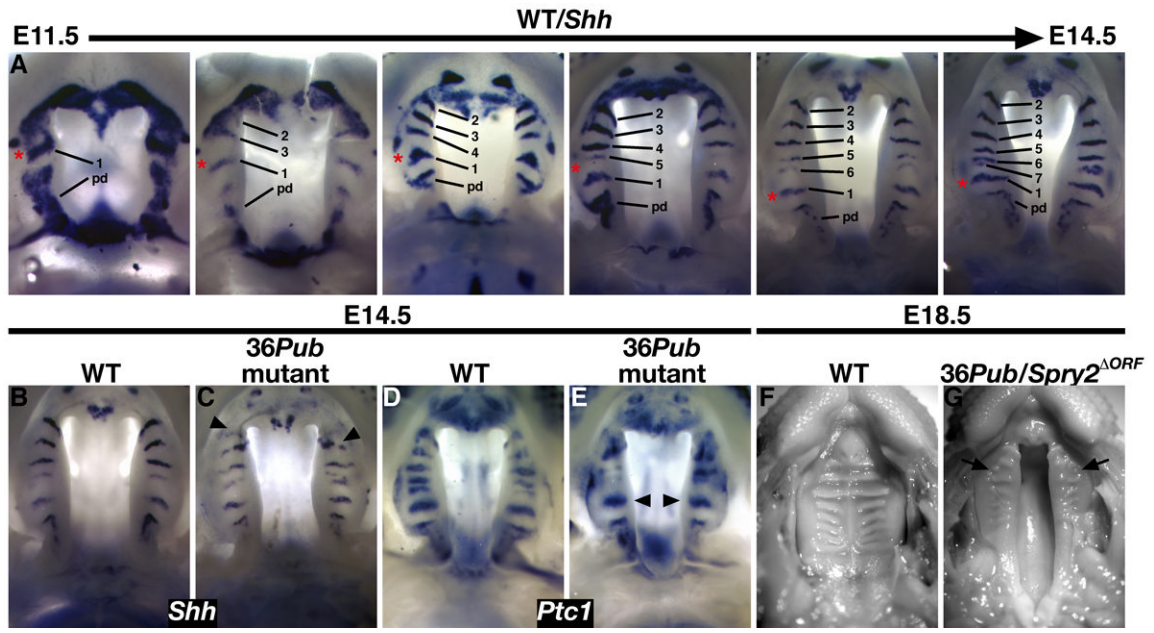 WT/Shh
E11.5
E14.5
A
* 1
pd
* 2
3
1
pd
* 2
3
4
1
pd
* 2
3
4
5
1
pd
* 2
3
4
5
6
1
pd
* 2
3
4
5
6
7
1
pd
E14.5
E18.5
WT
36Pub mutant
WT
36Pub mutant
WT
36Pub/Spry2ΔORF
B
C
D
E
F
G
Shh
Ptc1